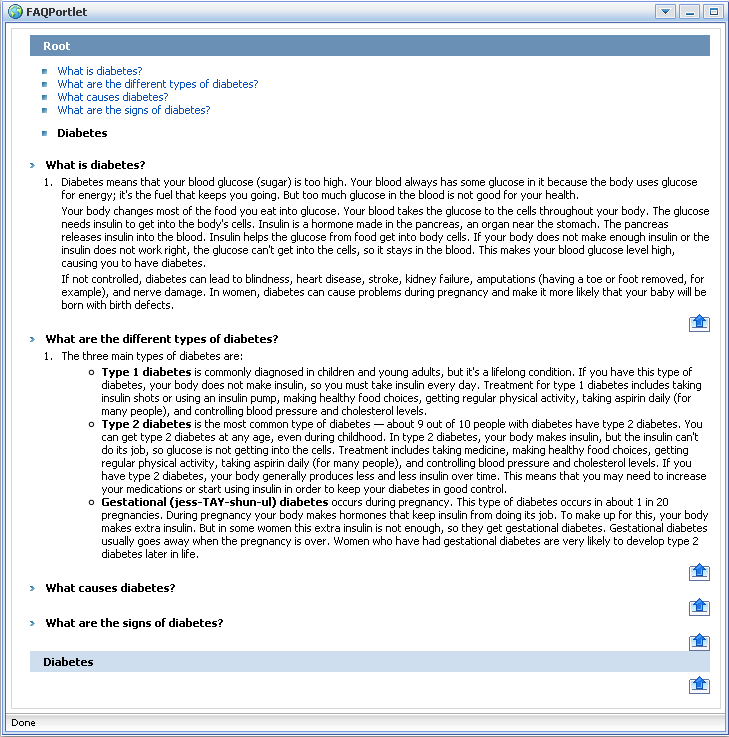 FAQPortlet
Root
What is diabetes?
What are the different types of diabetes?
What causes diabetes?
What are the signs of diabetes?
Diabetes
What is diabetes?
1. Diabetes means that your blood glucose (sugar) is too high. Your blood always has some glucose in it because the body uses glucose
for energy; it's the fuel that keeps you going. But too much glucose in the blood is not good for your health.
Your body changes most of the food you eat into glucose. Your blood takes the glucose to the cells throughout your body. The glucose
needs insulin to get into the body's cells. Insulin is a hormone made in the pancreas, an organ near the stomach. The pancreas
releases insulin into the blood. Insulin helps the glucose from food get into body cells. If your body does not make enough insulin or the
insulin does not work right, the glucose can't get into the cells, so it stays in the blood. This makes your blood glucose level high,
causing you to have diabetes.
If not controlled, diabetes can lead to blindness, heart disease, stroke, kidney failure, amputations (having a toe or foot removed, for
example), and nerve damage. In women, diabetes can cause problems during pregnancy and make it more likely that your baby will be
born with birth defects.
What are the different types of diabetes?
1. The three main types of diabetes are:
Type 1 diabetes is commonly diagnosed in children and young adults, but it's a lifelong condition. If you have this type of
diabetes, your body does not make insulin, so you must take insulin every day. Treatment for type 1 diabetes includes taking
insulin shots or using an insulin pump, making healthy food choices, getting regular physical activity, taking aspirin daily (for
many people), and controlling blood pressure and cholesterol levels.
Type 2 diabetes is the most common type of diabetes — about 9 out of 10 people with diabetes have type 2 diabetes. You
can get type 2 diabetes at any age, even during childhood. In type 2 diabetes, your body makes insulin, but the insulin can't
do its job, so glucose is not getting into the cells. Treatment includes taking medicine, making healthy food choices, getting
regular physical activity, taking aspirin daily (for many people), and controlling blood pressure and cholesterol levels. If you
have type 2 diabetes, your body generally produces less and less insulin over time. This means that you may need to increase
your medications or start using insulin in order to keep your diabetes in good control.
Gestational (jess-TAY-shun-ul) diabetes occurs during pregnancy. This type of diabetes occurs in about 1 in 20
pregnancies. During pregnancy your body makes hormones that keep insulin from doing its job. To make up for this, your body
makes extra insulin. But in some women this extra insulin is not enough, so they get gestational diabetes. Gestational diabetes
usually goes away when the pregnancy is over. Women who have had gestational diabetes are very likely to develop type 2
diabetes later in life.
What causes diabetes?
What are the signs of diabetes?
Diabetes
Done